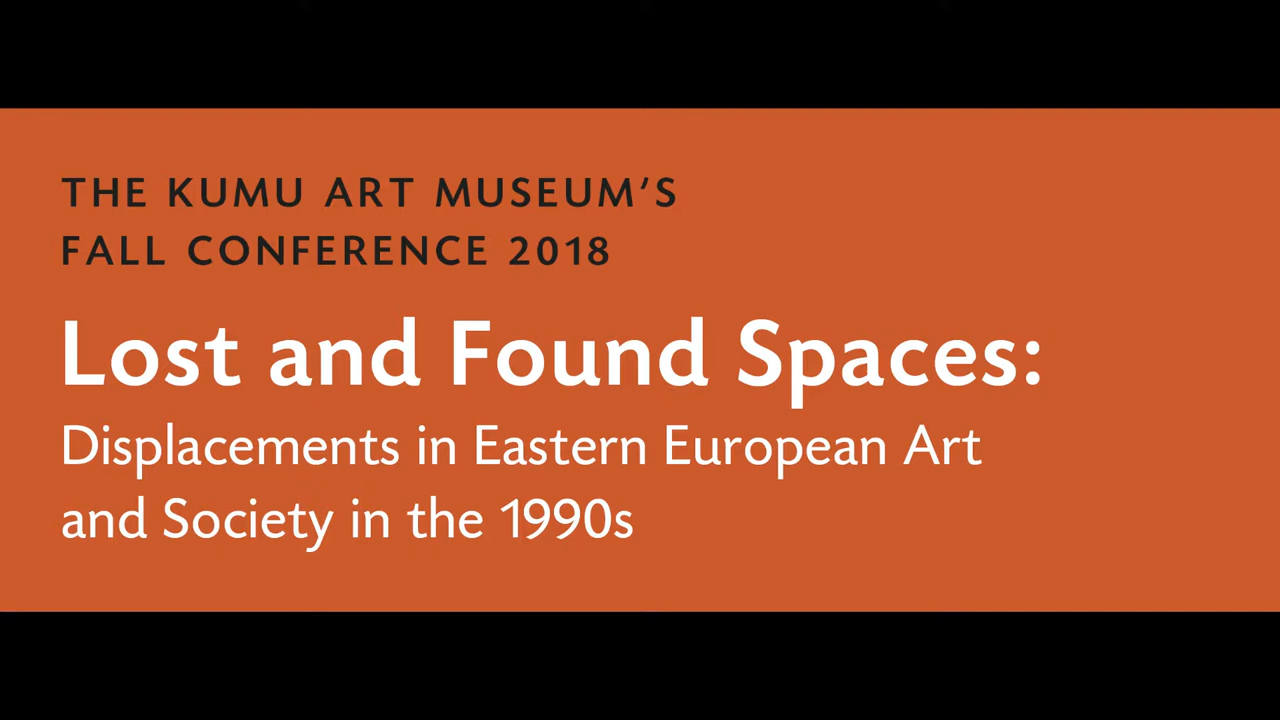 THE KUMU ART MUSEUM’S
FALL CONFERENCE 2018
Lost and Found Spaces:
Displacements in Eastern European Art
and Society in the 1990s